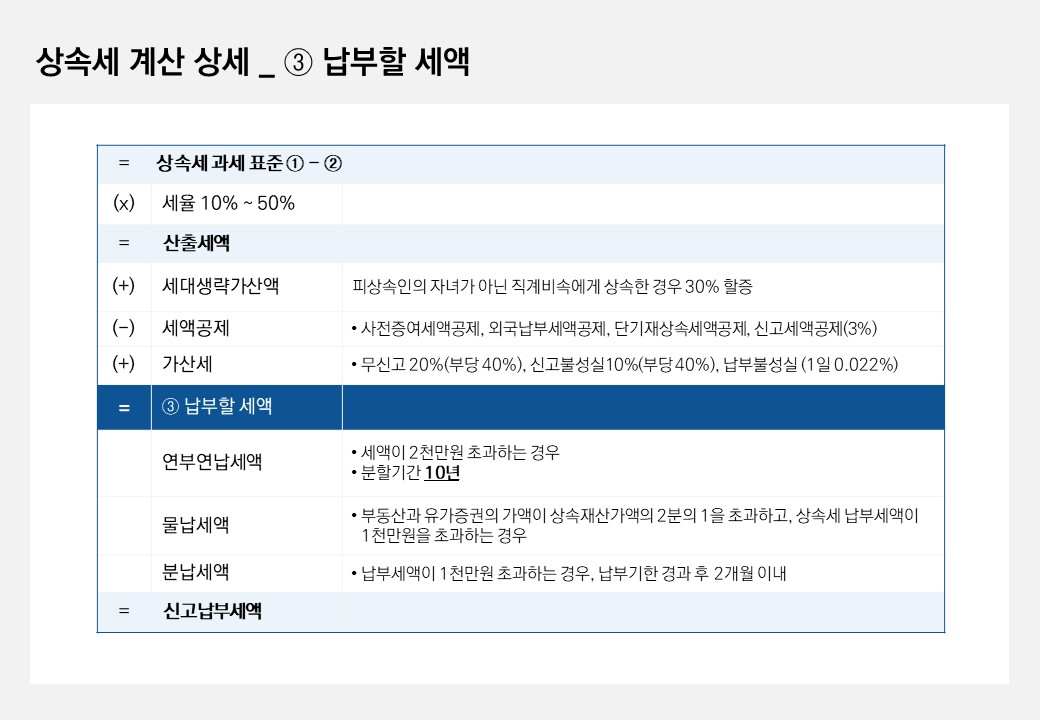 상속세 계산 상세 _ ③ 납부할 세액
= 상속세 과세 표준 ① - ②
(x) 세율 10% ~ 50%
= 산출세액
(+) 세대생략가산액 피상속인의 자녀가 아닌 직계비속에게 상속한 경우 30% 할증
(-) 세액공제 • 사전증여세액공제, 외국납부세액공제, 단기재상속세액공제, 신고세액공제(3%)
(+) 가산세 • 무신고 20%(부당 40%), 신고불성실10%(부당 40%), 납부불성실 (1일 0.022%)
= ③ 납부할 세액
연부연납세액 • 세액이 2천만원 초과하는 경우
• 분할기간 10년
물납세액 • 부동산과 유가증권의 가액이 상속재산가액의 2분의 1을 초과하고, 상속세 납부세액이
1천만원을 초과하는 경우
분납세액 • 납부세액이 1천만원 초과하는 경우, 납부기한 경과 후 2개월 이내
= 신고납부세액